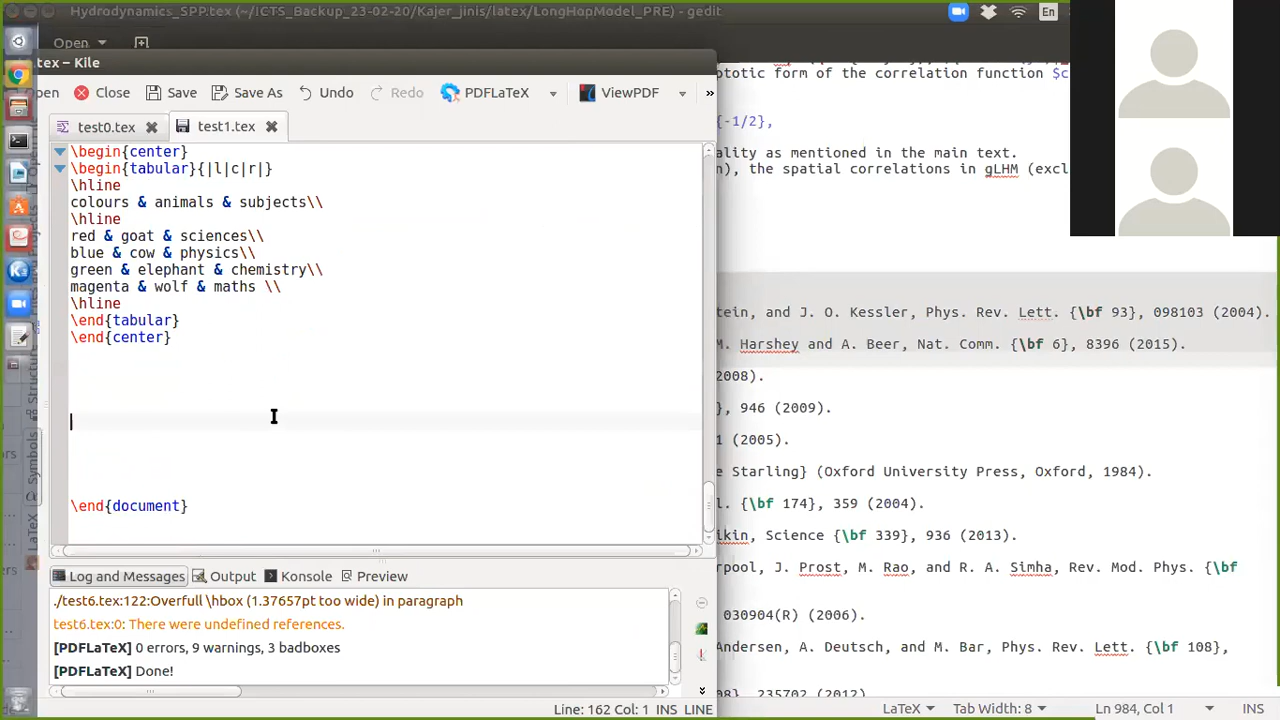 Hydrodynamics_SPP.tex (~/ICTS_Backup_23-02-20/Kajer_jinis/latex/LongHopModel_PRE) - gedit
En
Open
.tex – Kile
pen Close Save Save As Undo Redo PDFLaTeX ViewPDF »
test0.tex test1.tex
\begin{center}
\begin{tabular}{|l|c|r|}
\hline
colours & animals & subjects\\
\hline
red & goat & sciences\\
blue & cow & physics\\
green & elephant & chemistry\\
magenta & wolf & maths \\
\hline
\end{tabular}
\end{center}
\end{document}
Log and Messages Output Konsole Preview
./test6.tex:122:Overfull \hbox (1.37657pt too wide) in paragraph
test6.tex:0: There were undefined references.
[PDFLaTeX] 0 errors, 9 warnings, 3 badboxes
[PDFLaTeX] Done!
Line: 162 Col: 1 INS LINE
Structure
Symbols
ptotic form of the correlation function $c
{-1/2},
ality as mentioned in the main text.
n), the spatial correlations in gLHM (excl
tein, and J. O. Kessler, Phys. Rev. Lett. {\bf 93}, 098103 (2004).
M. Harshey and A. Beer, Nat. Comm. {\bf 6}, 8396 (2015).
2008).
}, 946 (2009).
1 (2005).
e Starling} (Oxford University Press, Oxford, 1984).
l. {\bf 174}, 359 (2004).
ikin, Science {\bf 339}, 936 (2013).
rpool, J. Prost, M. Rao, and R. A. Simha, Rev. Mod. Phys. {\bf
030904(R) (2006).
Andersen, A. Deutsch, and M. Bar, Phys. Rev. Lett. {\bf 108},
8}, 235702 (2012).
LaTeX Tab Width: 8 Ln 984, Col 1 INS